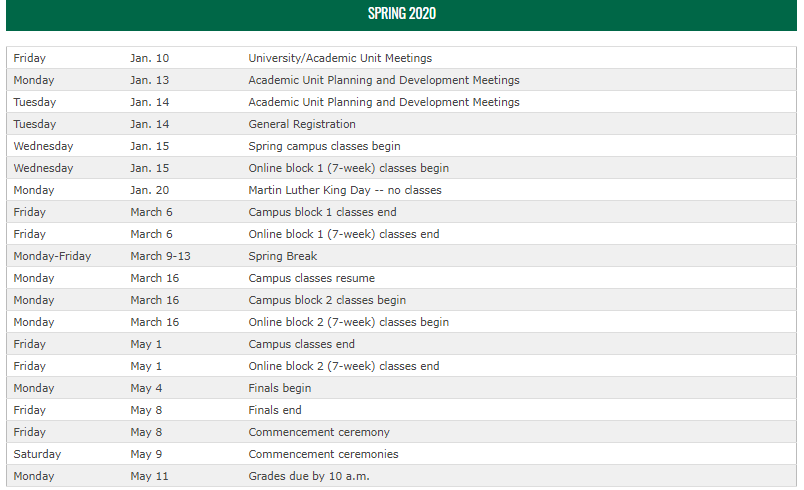 SPRING 2020
Friday Jan. 10 University/Academic Unit Meetings
Monday Jan. 13 Academic Unit Planning and Development Meetings
Tuesday Jan. 14 Academic Unit Planning and Development Meetings
Tuesday Jan. 14 General Registration
Wednesday Jan. 15 Spring campus classes begin
Wednesday Jan. 15 Online block 1 (7-week) classes begin
Monday Jan. 20 Martin Luther King Day -- no classes
Friday March 6 Campus block 1 classes end
Friday March 6 Online block 1 (7-week) classes end
Monday-Friday March 9-13 Spring Break
Monday March 16 Campus classes resume
Monday March 16 Campus block 2 classes begin
Monday March 16 Online block 2 (7-week) classes begin
Friday May 1 Campus classes end
Friday May 1 Online block 2 (7-week) classes end
Monday May 4 Finals begin
Friday May 8 Finals end
Friday May 8 Commencement ceremony
Saturday May 9 Commencement ceremonies
Monday May 11 Grades due by 10 a.m.